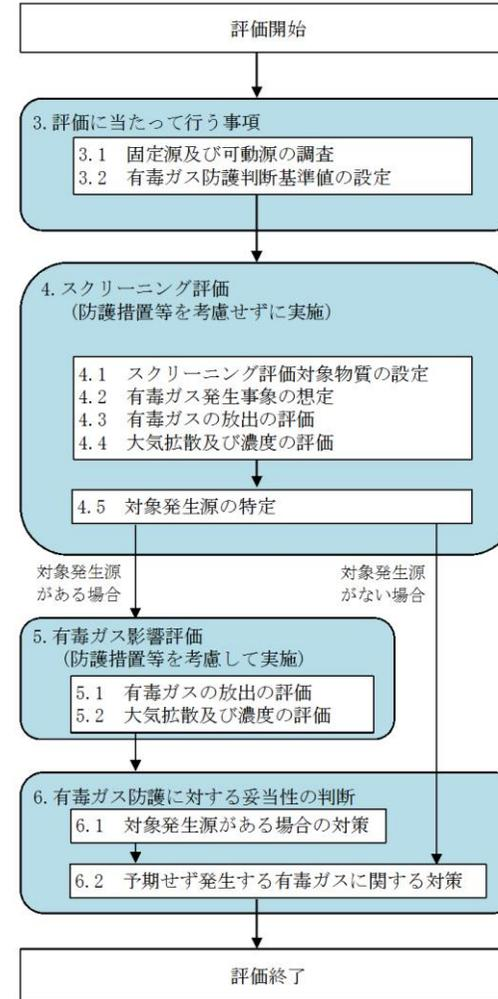 評価開始
3.評価に当たって行う事項
3.1 固定源及び可動源の調査
3.2 有毒ガス防護判断基準値の設定
4.スクリーニング評価
(防護措置等を考慮せずに実施)
4.1 スクリーニング評価対象物質の設定
4.2 有毒ガス発生事象の想定
4.3 有毒ガスの放出の評価
4.4 大気拡散及び濃度の評価
4.5 対象発生源の特定
対象発生源
がある場合
対象発生源
がない場合
5.有毒ガス影響評価
(防護措置等を考慮して実施)
5.1 有毒ガスの放出の評価
5.2 大気拡散及び濃度の評価
6.有毒ガス防護に対する妥当性の判断
6.1 対象発生源がある場合の対策
6.2 予期せず発生する有毒ガスに関する対策
評価終了